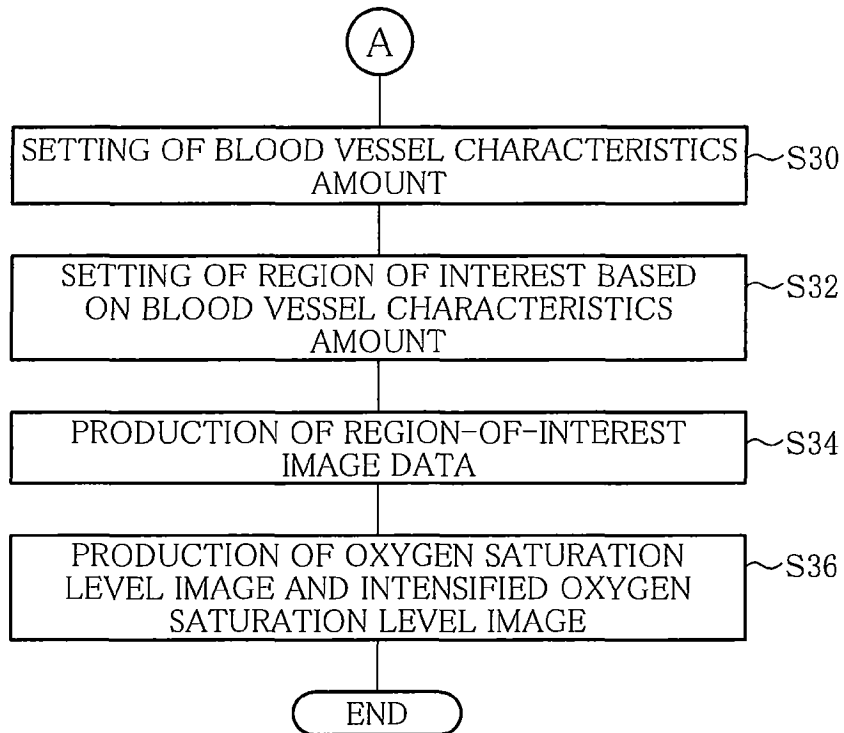 A
SETTING OF BLOOD VESSEL CHARACTERISTICS
AMOUNT
~S30
SETTING OF REGION OF INTEREST BASED
ON BLOOD VESSEL CHARACTERISTICS
AMOUNT
~S32
PRODUCTION OF REGION-OF-INTEREST
IMAGE DATA
~S34
PRODUCTION OF OXYGEN SATURATION
LEVEL IMAGE AND INTENSIFIED OXYGEN
SATURATION LEVEL IMAGE
~S36
END